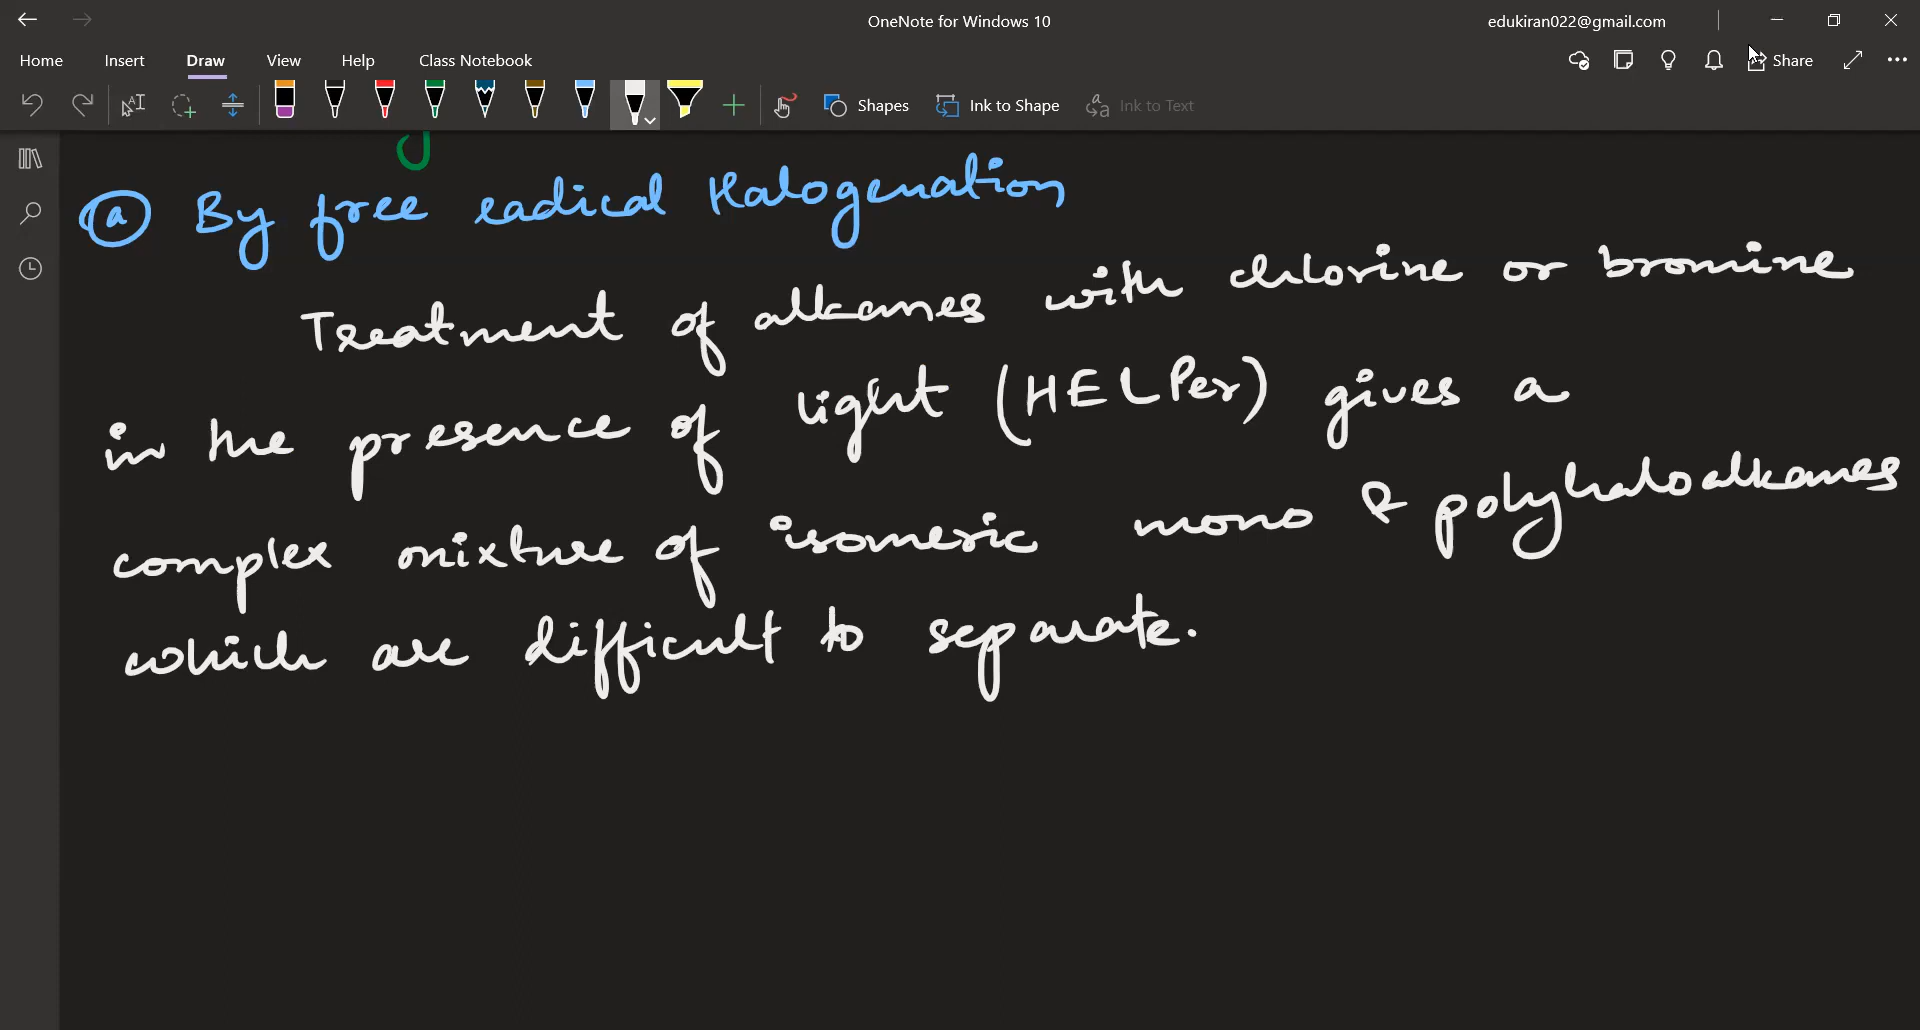 OneNote for Windows 10
edukiran022@gmail.com
Home Insert Draw View Help Class Notebook
Share
Shapes Ink to Shape Ink to Text
(a) By free radical Halogenation
Treatment of alkanes with chlorine or bromine
in the presence of light (HELPer) gives a
complex mixture of isomeric mono & polyhaloalkanes
which are difficult to separate.